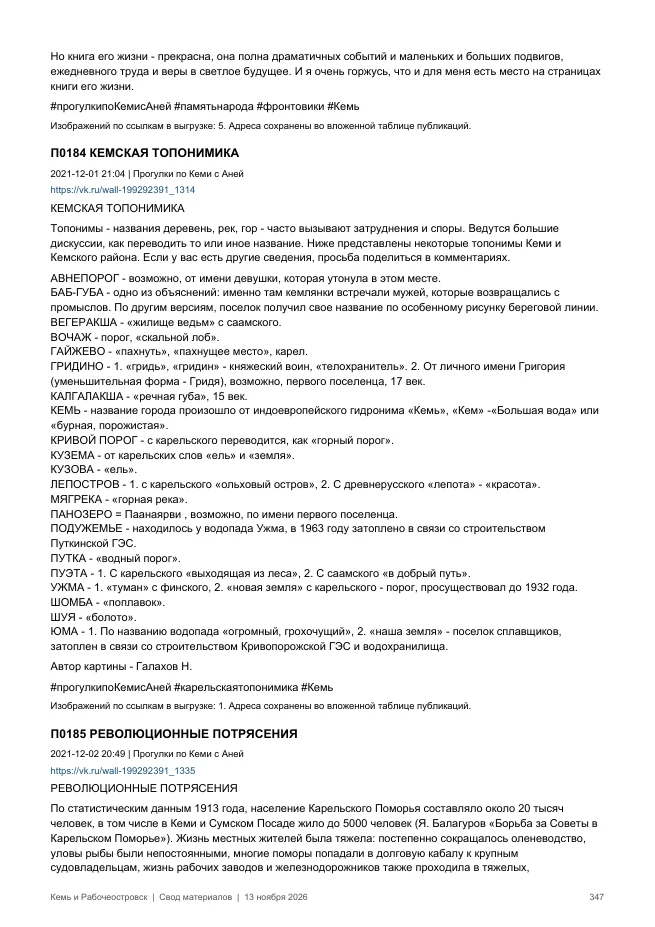 Но книга его жизни - прекрасна, она полна драматичных событий и маленьких и больших подвигов,
ежедневного труда и веры в светлое будущее. И я очень горжусь, что и для меня есть место на страницах
книги его жизни.
#прогулкипоКемисАней #памятьнарода #фронтовики #Кемь
Изображений по ссылкам в выгрузке: 5. Адреса сохранены во вложенной таблице публикаций.
П0184 КЕМСКАЯ ТОПОНИМИКА
2021-12-01 21:04 | Прогулки по Кеми с Аней
https://vk.ru/wall-199292391_1314
КЕМСКАЯ ТОПОНИМИКА
Топонимы - названия деревень, рек, гор - часто вызывают затруднения и споры. Ведутся большие
дискуссии, как переводить то или иное название. Ниже представлены некоторые топонимы Кеми и
Кемского района. Если у вас есть другие сведения, просьба поделиться в комментариях.
АВНЕПОРОГ - возможно, от имени девушки, которая утонула в этом месте.
БАБ-ГУБА - одно из объяснений: именно там кемлянки встречали мужей, которые возвращались с
промыслов. По другим версиям, поселок получил свое название по особенному рисунку береговой линии.
ВЕГЕРАКША - «жилище ведьм» с саамского.
ВОЧАЖ - порог, «скальной лоб».
ГАЙЖЕВО - «пахнуть», «пахнущее место», карел.
ГРИДИНО - 1. «гридь», «гридин» - княжеский воин, «телохранитель». 2. От личного имени Григория
(уменьшительная форма - Гридя), возможно, первого поселенца, 17 век.
КАЛГАЛАКША - «речная губа», 15 век.
КЕМЬ - название города произошло от индоевропейского гидронима «Кемь», «Кем» -«Большая вода» или
«бурная, порожистая».
КРИВОЙ ПОРОГ - с карельского переводится, как «горный порог».
КУЗЕМА - от карельских слов «ель» и «земля».
КУЗОВА - «ель».
ЛЕПОСТРОВ - 1. с карельского «ольховый остров», 2. С древнерусского «лепота» - «красота».
МЯГРЕКА - «горная река».
ПАНОЗЕРО = Паанаярви , возможно, по имени первого поселенца.
ПОДУЖЕМЬЕ - находилось у водопада Ужма, в 1963 году затоплено в связи со строительством
Путкинской ГЭС.
ПУТКА - «водный порог».
ПУЭТА - 1. С карельского «выходящая из леса», 2. С саамского «в добрый путь».
УЖМА - 1. «туман» с финского, 2. «новая земля» с карельского - порог, просуществовал до 1932 года.
ШОМБА - «поплавок».
ШУЯ - «болото».
ЮМА - 1. По названию водопада «огромный, грохочущий», 2. «наша земля» - поселок сплавщиков,
затоплен в связи со строительством Кривопорожской ГЭС и водохранилища.
Автор картины - Галахов Н.
#прогулкипоКемисАней #карельскаятопонимика #Кемь
Изображений по ссылкам в выгрузке: 1. Адреса сохранены во вложенной таблице публикаций.
П0185 РЕВОЛЮЦИОННЫЕ ПОТРЯСЕНИЯ
2021-12-02 20:49 | Прогулки по Кеми с Аней
https://vk.ru/wall-199292391_1335
РЕВОЛЮЦИОННЫЕ ПОТРЯСЕНИЯ
По статистическим данным 1913 года, население Карельского Поморья составляло около 20 тысяч
человек, в том числе в Кеми и Сумском Посаде жило до 5000 человек (Я. Балагуров «Борьба за Советы в
Карельском Поморье»). Жизнь местных жителей была тяжела: постепенно сокращалось оленеводство,
уловы рыбы были непостоянными, многие поморы попадали в долговую кабалу к крупным
судовладельцам, жизнь рабочих заводов и железнодорожников также проходила в тяжелых,
Кемь и Рабочеостровск | Свод материалов | 13 ноября 2026
347